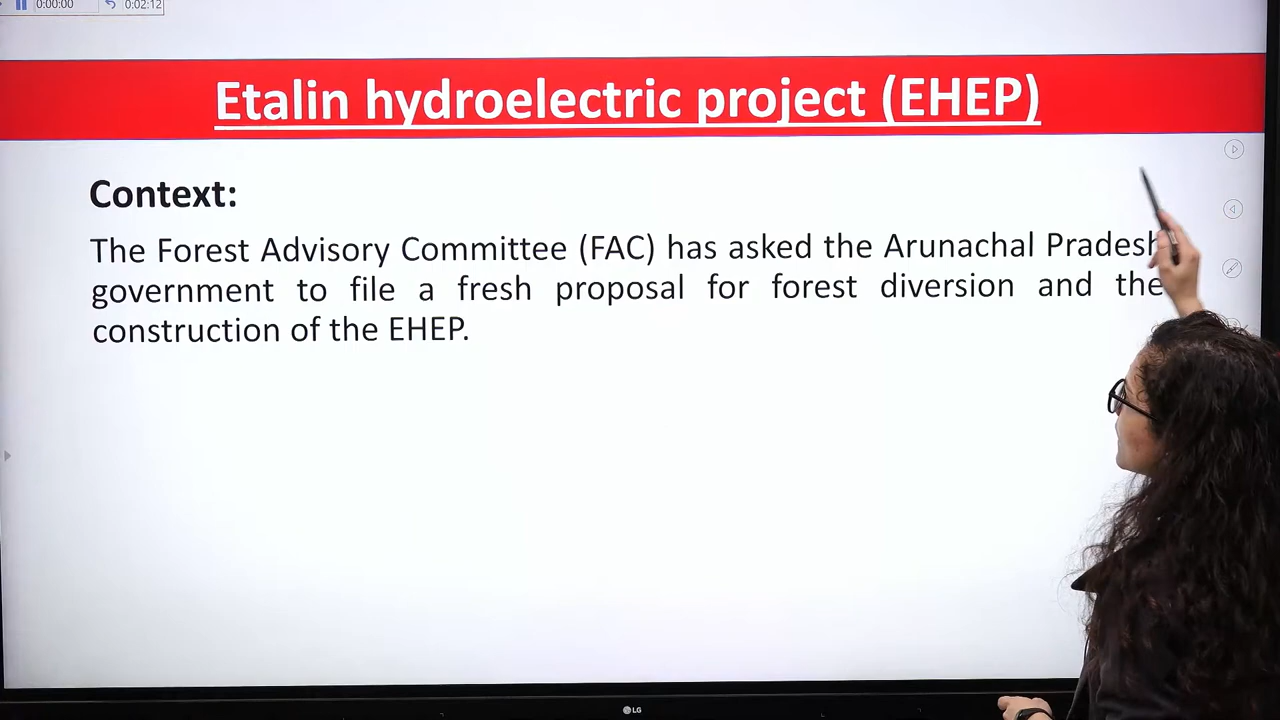 0:00:00 0:02:12
Etalin hydroelectric project (EHEP)
Context:
The Forest Advisory Committee (FAC) has asked the Arunachal Pradesh
government to file a fresh proposal for forest diversion and the
construction of the EHEP.
LG